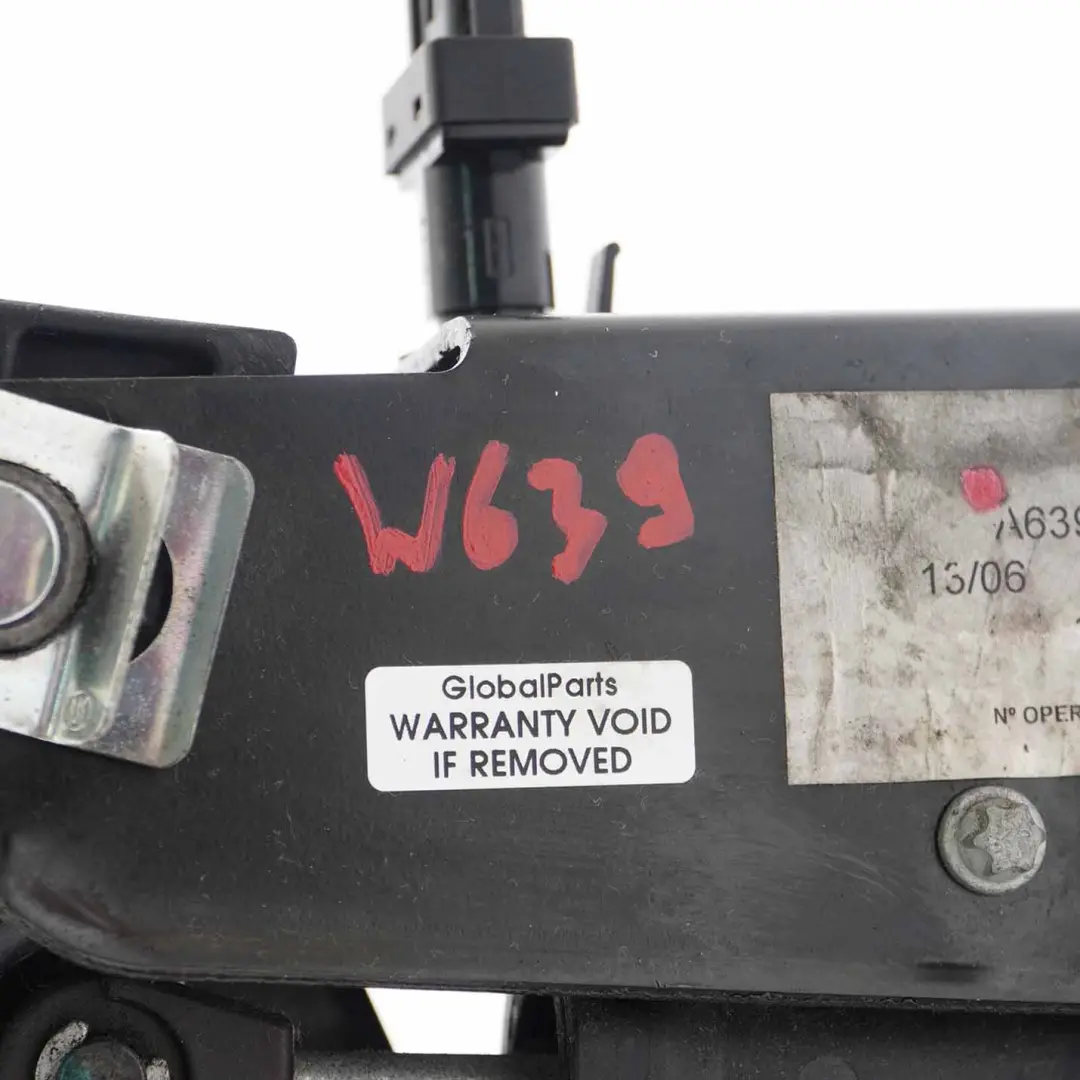 W639
A639
13/06
Nº OPER
GlobalParts
WARRANTY VOID
IF REMOVED